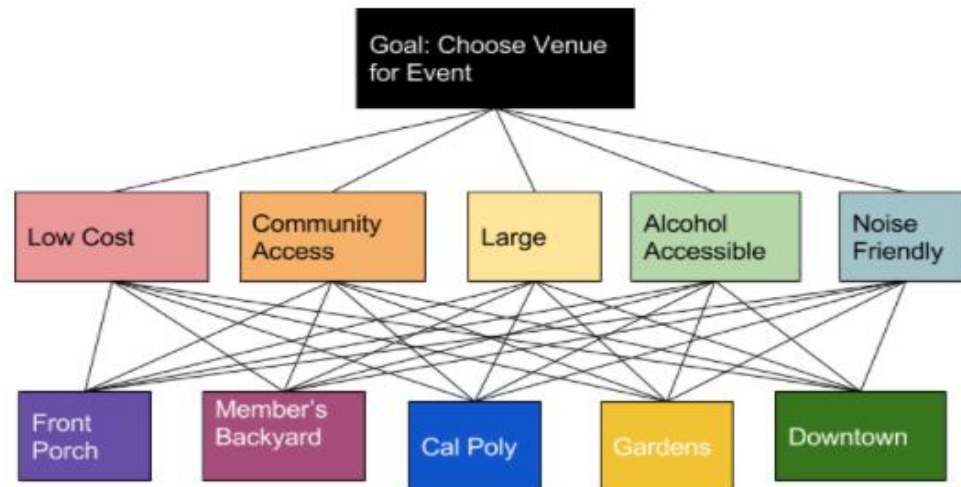 Goal: Choose Venue
for Event
Low Cost
Community
Access
Large
Alcohol
Accessible
Noise
Friendly
Front
Porch
Member's
Backyard
Cal Poly
Gardens
Downtown